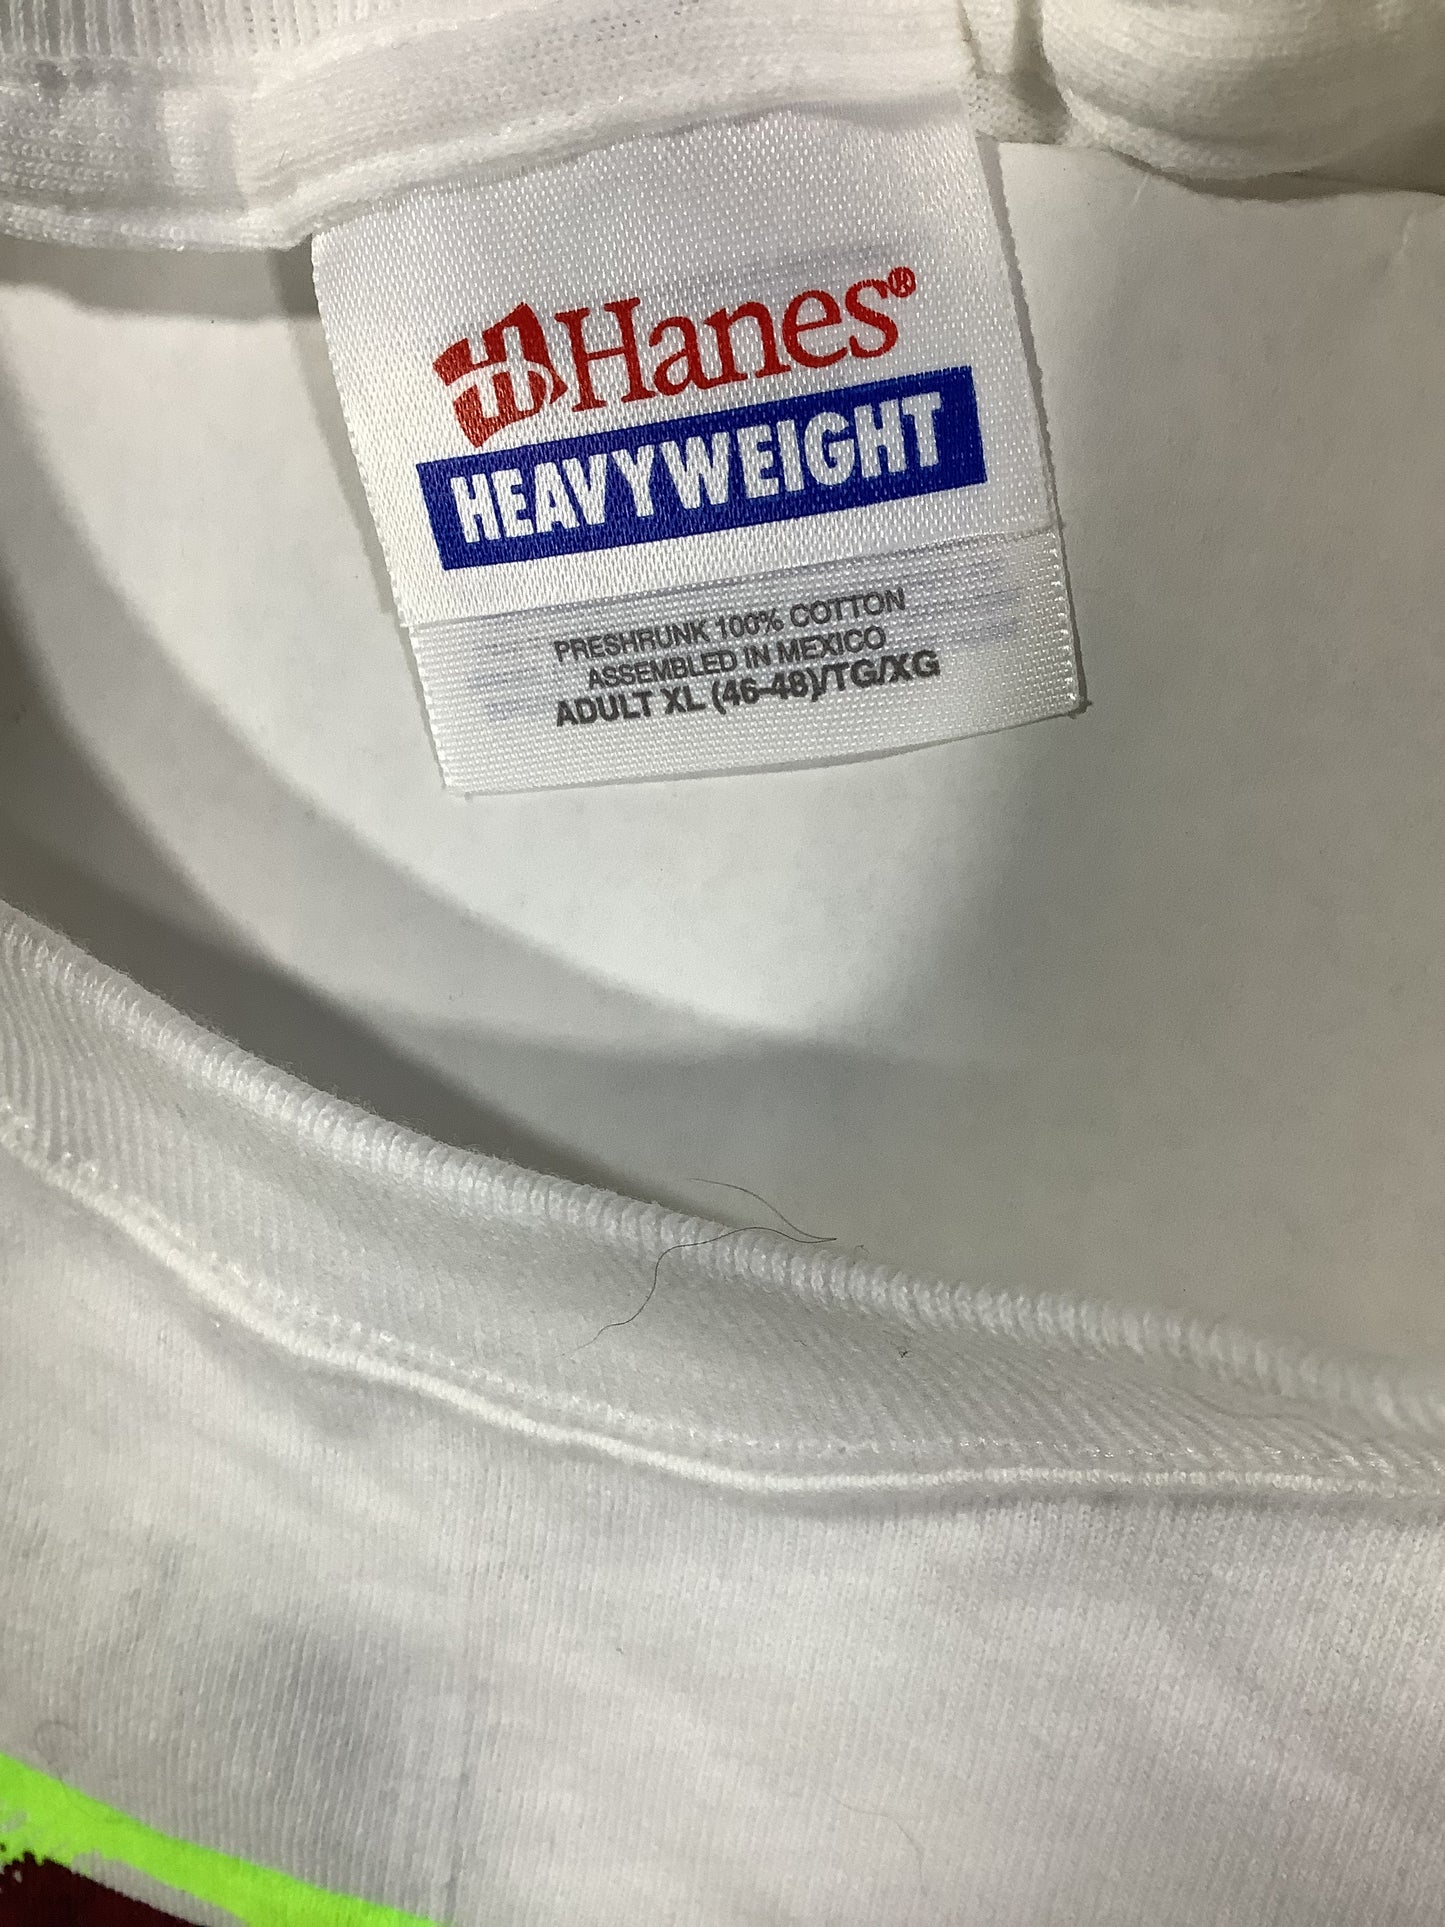 Hanes®
HEAVYWEIGHT
PRESHRUNK 100% COTTON
ASSEMBLED IN MEXICO
ADULT XL (46-48)/TG/XG